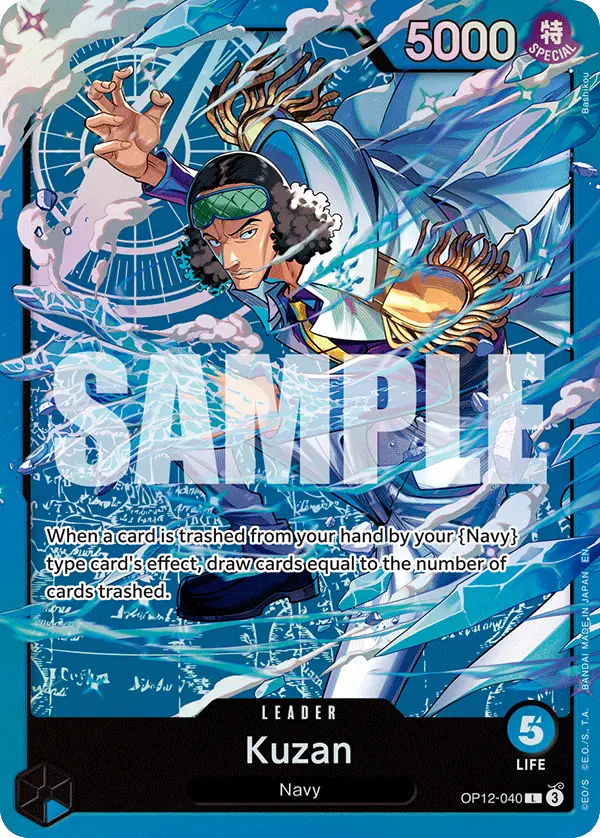 5000
特
SPECIAL
Bashikou
SAMPLE
When a card is trashed from your hand by your {Navy}
type card's effect, draw cards equal to the number of
cards trashed.
©E.O./S., T.A. BANDAI MADE IN JAPAN EN
©EO/S
LEADER
Kuzan
Navy
5
LIFE
OP12-040 L 3